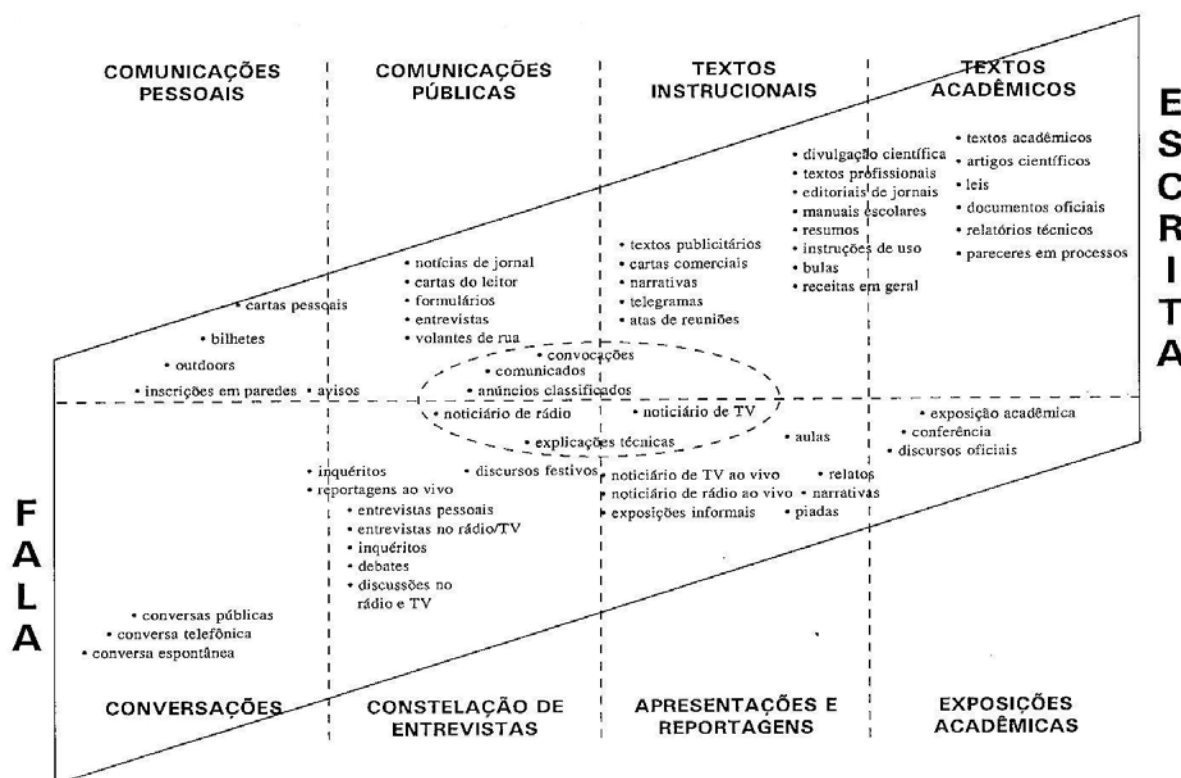 COMUNICAÇÕES
PESSOAIS
COMUNICAÇÕES
PÚBLICAS
TEXTOS
INSTRUCIONAIS
TEXTOS
ACADÊMICOS
ESCRITA
• textos acadêmicos
• artigos científicos
• leis
• documentos oficiais
• relatórios técnicos
• pareceres em processos
• divulgação científica
• textos profissionais
• editoriais de jornais
• manuais escolares
• resumos
• instruções de uso
• bulas
• receitas em geral
• textos publicitários
• cartas comerciais
• narrativas
• telegramas
• atas de reuniões
• notícias de jornal
• cartas do leitor
• formulários
• entrevistas
• volantes de rua
• cartas pessoais
• bilhetes
• outdoors
• inscrições em paredes
• avisos
• convocações
• comunicados
• anúncios classificados
• noticiário de rádio
• noticiário de TV
• explicações técnicas
• exposição acadêmica
• conferência
• discursos oficiais
• aulas
• relatos
• narrativas
• piadas
• noticiário de TV ao vivo
• noticiário de rádio ao vivo
• exposições informais
• discursos festivos
• inquéritos
• reportagens ao vivo
• entrevistas pessoais
• entrevistas no rádio/TV
• inquéritos
• debates
• discussões no
rádio e TV
FALA
• conversas públicas
• conversa telefônica
• conversa espontânea
CONVERSAÇÕES
CONSTELAÇÃO DE
ENTREVISTAS
APRESENTAÇÕES E
REPORTAGENS
EXPOSIÇÕES
ACADÊMICAS